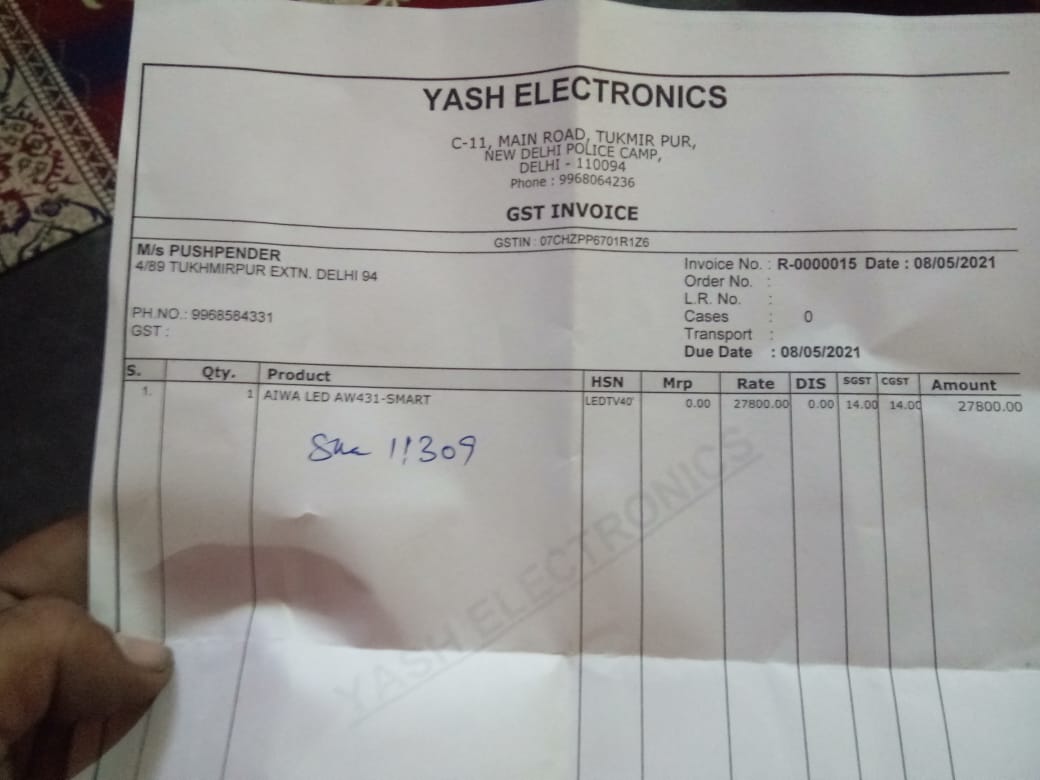 YASH ELECTRONICS
C-11, MAIN ROAD, TUKMIR PUR,
NEW DELHI POLICE CAMP,
DELHI - 110094
Phone : 9968064236
GST INVOICE
GSTIN : 07CHZPP6701R1Z6
M/s PUSHPENDER
4/89 TUKHMIRPUR EXTN. DELHI 94
PH.NO.: 9968584331
GST :
Invoice No. : R-0000015 Date : 08/05/2021
Order No. :
L.R. No. :
Cases : 0
Transport :
Due Date : 08/05/2021
S. Qty. Product HSN Mrp Rate DIS SGST CGST Amount
1. 1 AIWA LED AW431-SMART LEDTV40' 0.00 27800.00 0.00 14.00 14.00 27800.00
11309
YASH ELECTRONICS